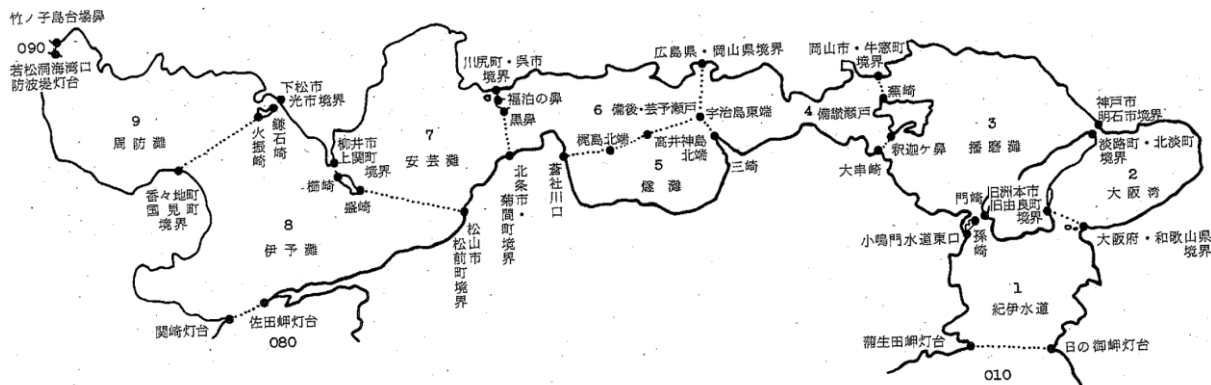 竹ノ子島台場鼻
090
若松洞海湾口
防波堤灯台
9
周防灘
下松市
光市境界
鎌石崎
火振崎
香々地町
国見町
境界
柳井市
上関町
境界
櫛崎
盛崎
8
伊予灘
関崎灯台
佐田岬灯台
080
7
安芸灘
川尻町・呉市
境界
福泊の鼻
黒鼻
松山市
松前町境界
北条市・
菊間町境界
6
備後・芸予瀬戸
広島県・岡山県境界
宇治島東端
梶島北端
高井神島
北端
蒼社川口
5
燧灘
三崎
4
備讃瀬戸
岡山市・牛窓町
境界
蕪崎
釈迦ケ鼻
大串崎
3
播磨灘
神戸市
明石市境界
淡路町・北淡町
境界
2
大阪湾
旧洲本市
旧由良町
境界
門崎
孫崎
小鳴門水道東口
大阪府・和歌山県
境界
1
紀伊水道
蒲生田岬灯台
日の御岬灯台
010